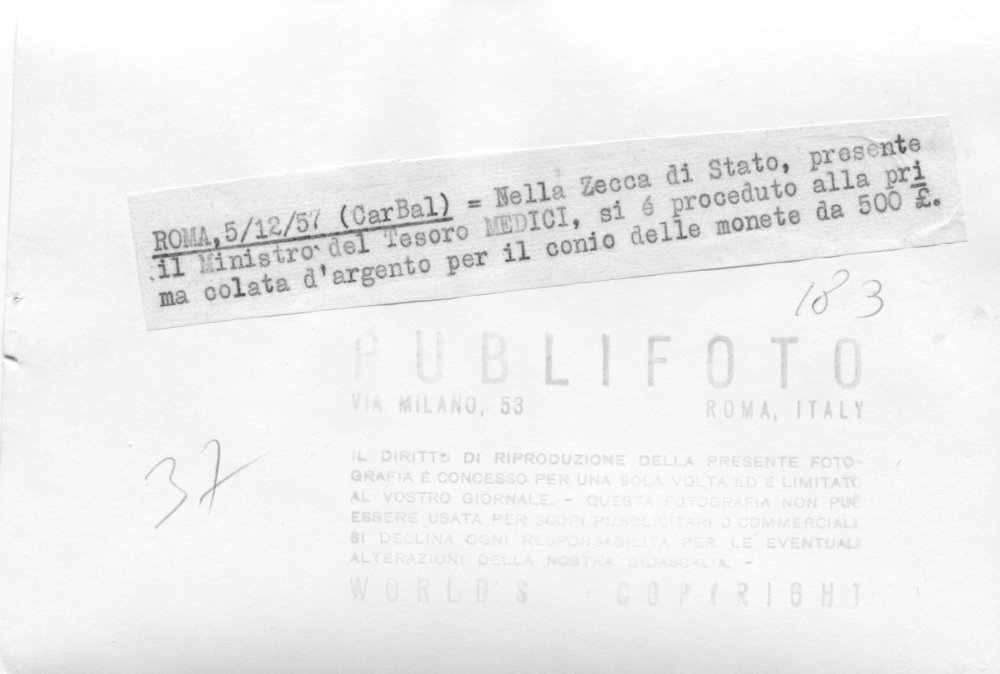 ROMA,5/12/57 (CarBal) = Nella Zecca di Stato, presente
il Ministro del Tesoro MEDICI, si é proceduto alla pri
ma colata d'argento per il conio delle monete da 500 £.
183
PUBLIFOTO
VIA MILANO, 53 ROMA, ITALY
37
IL DIRITTO DI RIPRODUZIONE DELLA PRESENTE FOTO-
GRAFIA È CONCESSO PER UNA SOLA VOLTA ED È LIMITATO
AL VOSTRO GIORNALE. - QUESTA FOTOGRAFIA NON PUÒ
ESSERE USATA PER SCOPI PUBBLICITARI O COMMERCIALI.
SI DECLINA OGNI RESPONSABILITÀ PER LE EVENTUALI
ALTERAZIONI DELLA NOSTRA DIDASCALIA. -
WORLD'S COPYRIGHT